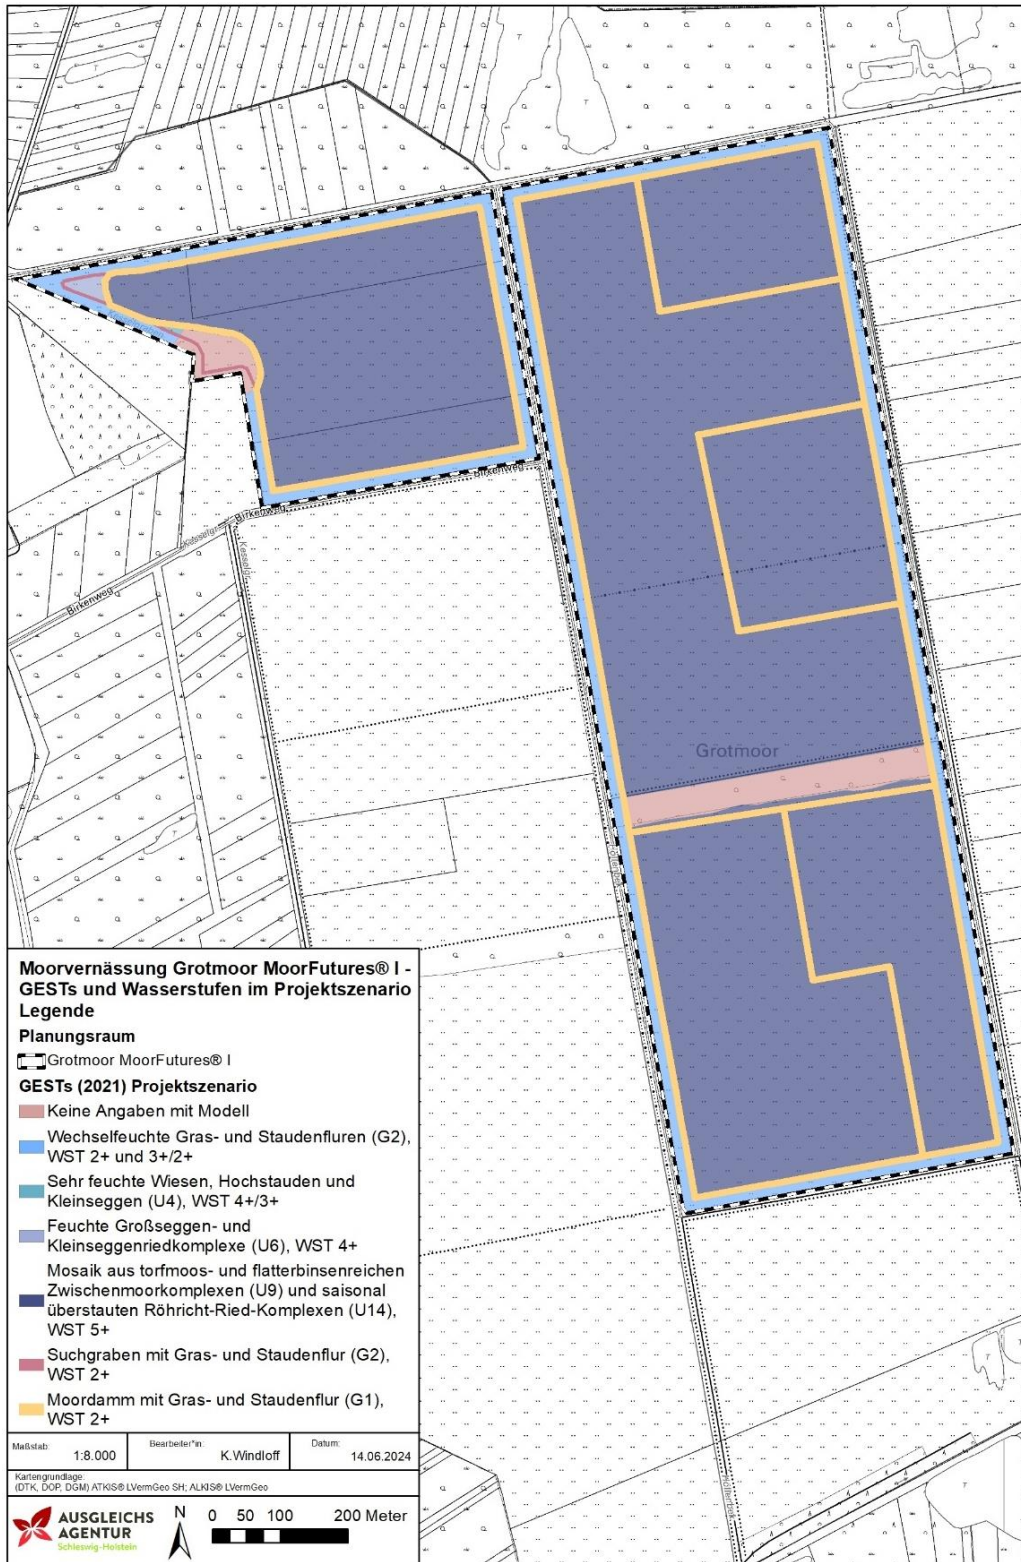 T
T
T
T
Birkenweg
Birkenweg
Kesselgr.
Kesselgr.
Birkenweg
Grotmoor
T
T
T
Moorvernässung Grotmoor MoorFutures® I -
GESTs und Wasserstufen im Projektszenario
Legende
Planungsraum
Grotmoor MoorFutures® I
GESTs (2021) Projektszenario
Keine Angaben mit Modell
Wechselfeuchte Gras- und Staudenfluren (G2),
WST 2+ und 3+/2+
Sehr feuchte Wiesen, Hochstauden und
Kleinseggen (U4), WST 4+/3+
Feuchte Großseggen- und
Kleinseggenriedkomplexe (U6), WST 4+
Mosaik aus torfmoos- und flatterbinsenreichen
Zwischenmoorkomplexen (U9) und saisonal
überstauten Röhricht-Ried-Komplexen (U14),
WST 5+
Suchgraben mit Gras- und Staudenflur (G2),
WST 2+
Moordamm mit Gras- und Staudenflur (G1),
WST 2+
Maßstab: 1:8.000
Bearbeiter*in: K.Windloff
Datum: 14.06.2024
Kartengrundlage:
(DTK, DOP, DGM) ATKIS® LVermGeo SH; ALKIS® LVermGeo
AUSGLEICHS
AGENTUR
Schleswig-Holstein
N
0 50 100 200 Meter